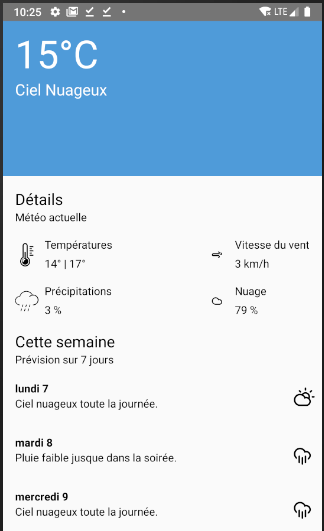 10:25 LTE
15°C
Ciel Nuageux
Détails
Météo actuelle
Températures
14° | 17°
Vitesse du vent
3 km/h
Précipitations
3 %
Nuage
79 %
Cette semaine
Prévision sur 7 jours
lundi 7
Ciel nuageux toute la journée.
mardi 8
Pluie faible jusque dans la soirée.
mercredi 9
Ciel nuageux toute la journée.